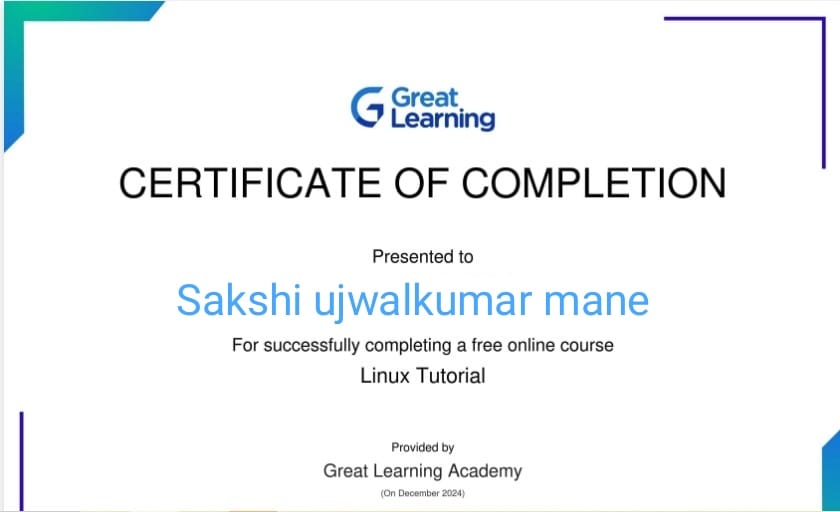 Great
Learning
CERTIFICATE OF COMPLETION
Presented to
Sakshi ujwalkumar mane
For successfully completing a free online course
Linux Tutorial
Provided by
Great Learning Academy
(On December 2024)